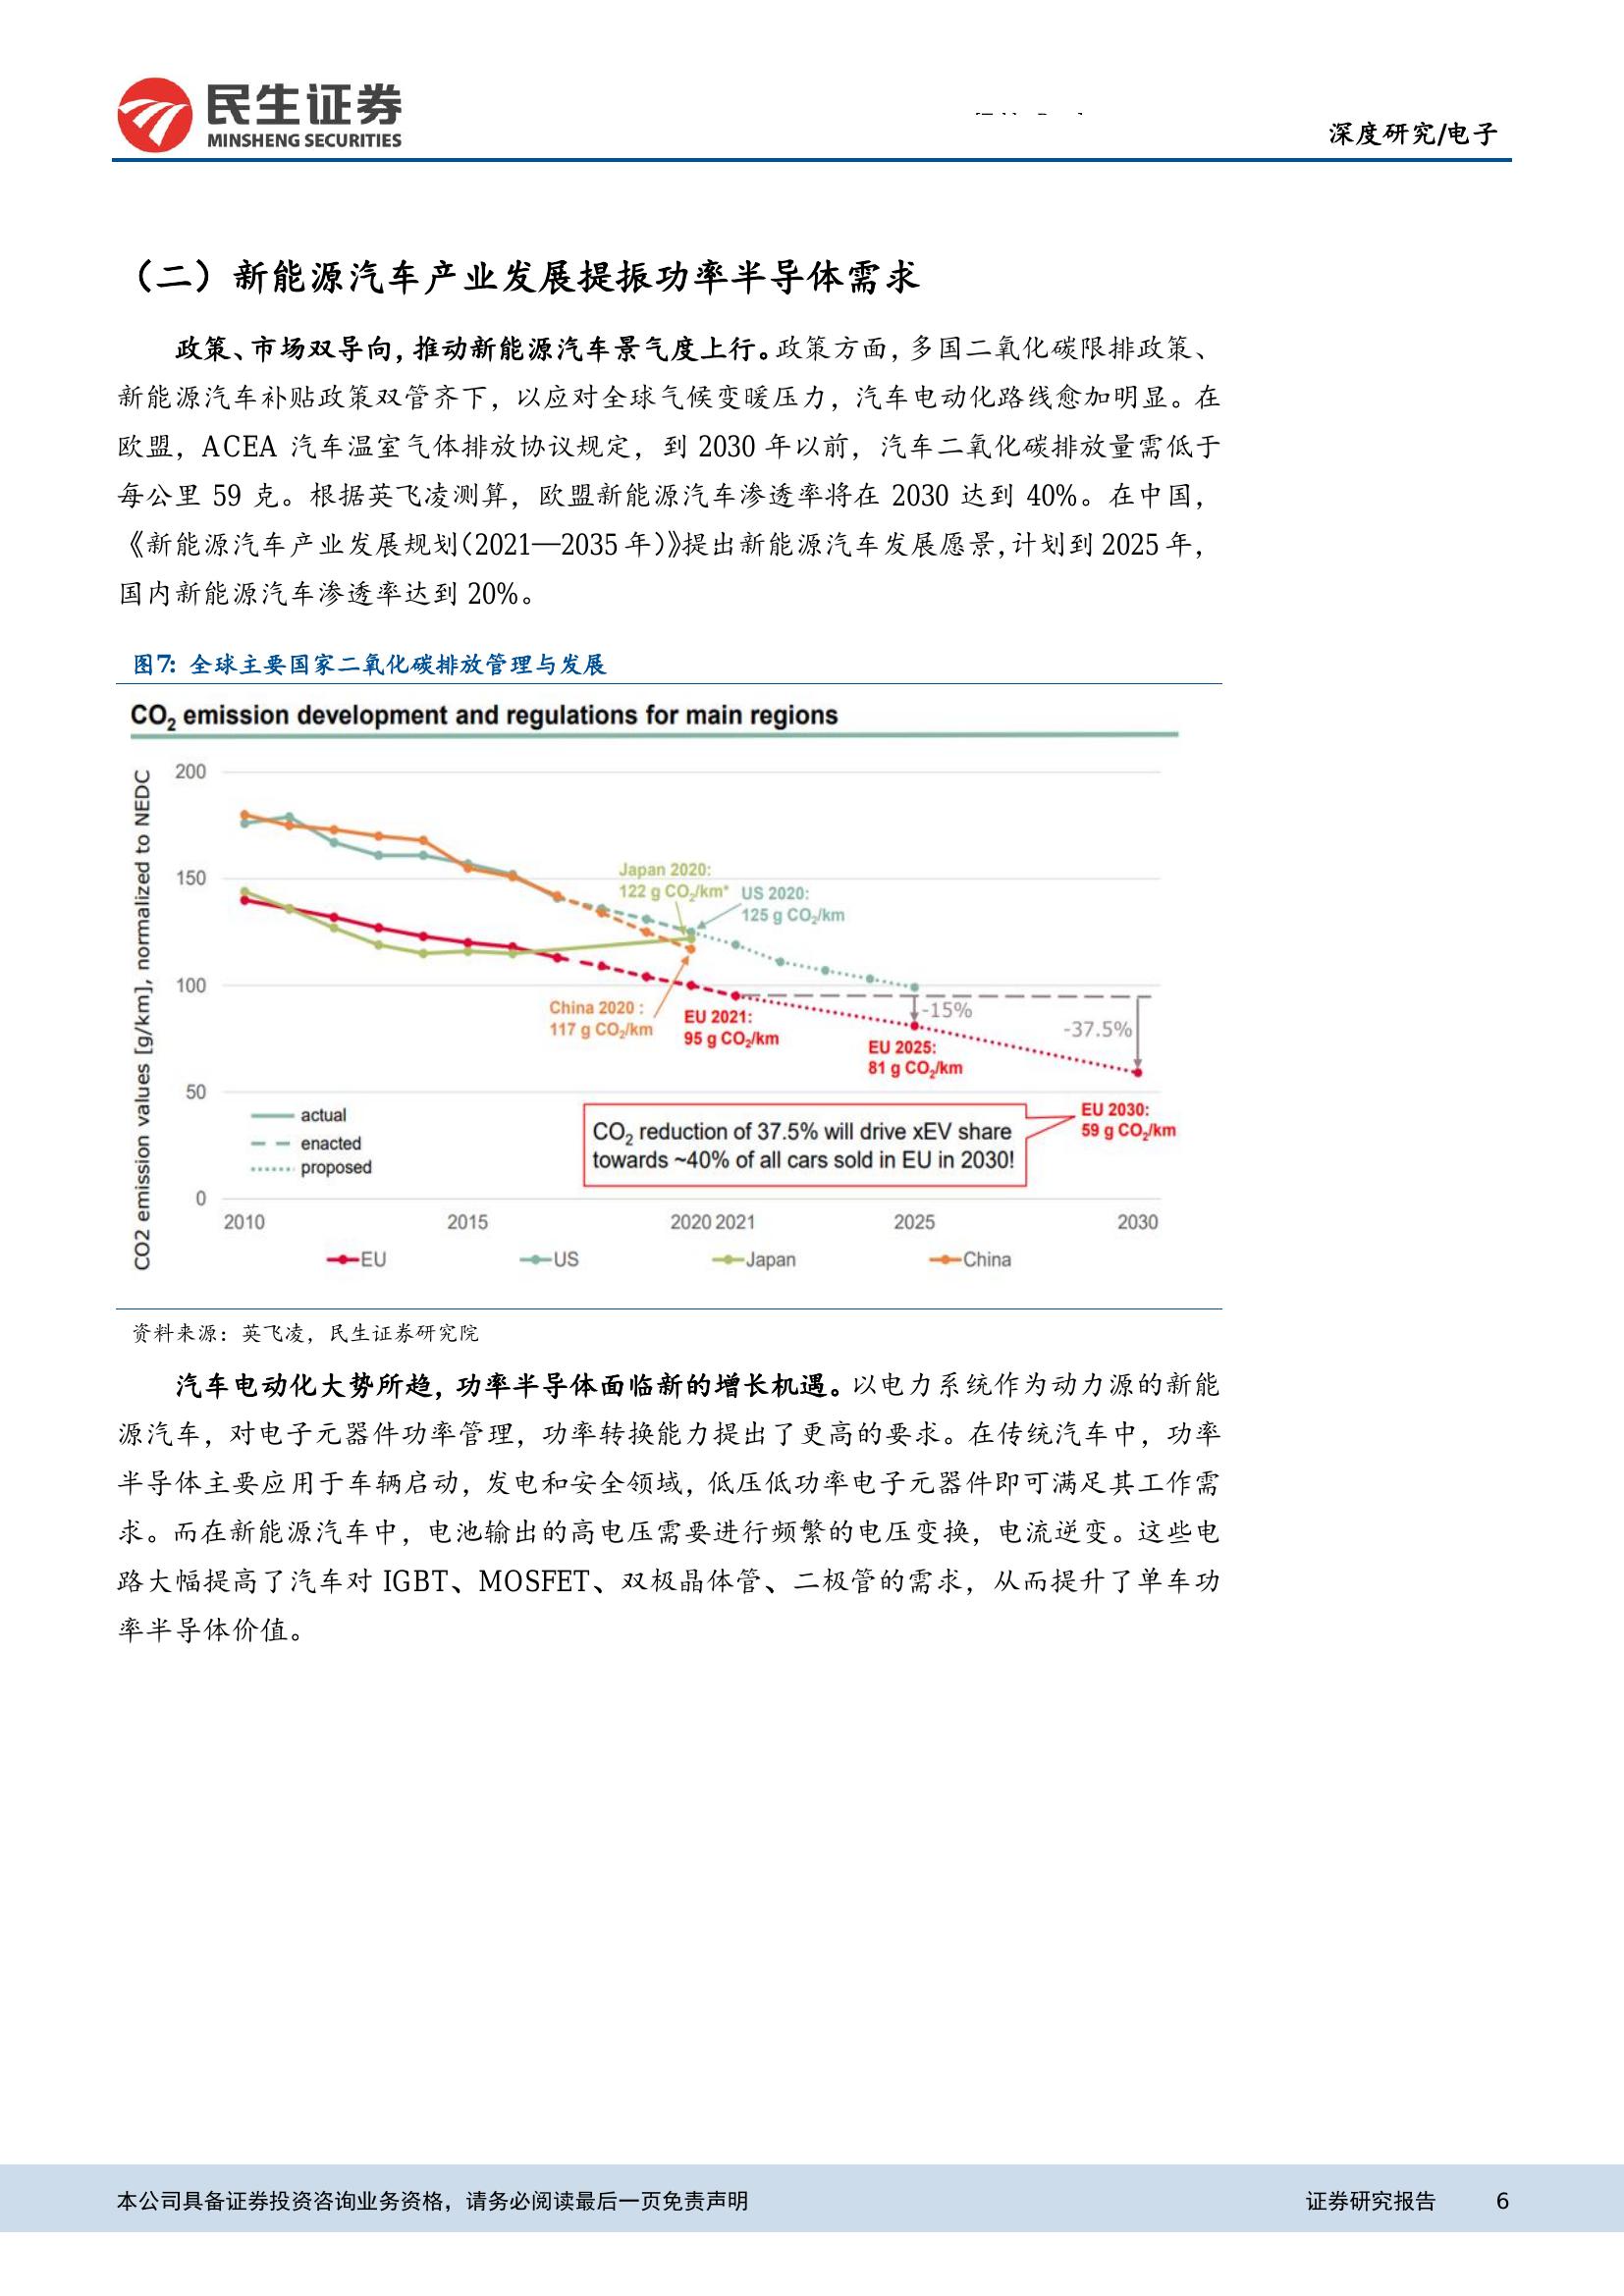 民生证券
MINSHENG SECURITIES
深度研究/电子
（二）新能源汽车产业发展提振功率半导体需求
政策、市场双导向，推动新能源汽车景气度上行。政策方面，多国二氧化碳限排政策、
新能源汽车补贴政策双管齐下，以应对全球气候变暖压力，汽车电动化路线愈加明显。在
欧盟，ACEA 汽车温室气体排放协议规定，到 2030 年以前，汽车二氧化碳排放量需低于
每公里 59 克。根据英飞凌测算，欧盟新能源汽车渗透率将在 2030 达到 40%。在中国，
《新能源汽车产业发展规划（2021—2035 年）》提出新能源汽车发展愿景，计划到 2025 年，
国内新能源汽车渗透率达到 20%。
图7：全球主要国家二氧化碳排放管理与发展
CO₂ emission development and regulations for main regions
CO2 emission values [g/km], normalized to NEDC
200
150
100
50
0
Japan 2020:
122 g CO₂/km*
US 2020:
125 g CO₂/km
China 2020 :
117 g CO₂/km
EU 2021:
95 g CO₂/km
-15%
EU 2025:
81 g CO₂/km
-37.5%
EU 2030:
59 g CO₂/km
actual
enacted
proposed
CO₂ reduction of 37.5% will drive xEV share
towards ~40% of all cars sold in EU in 2030!
2010 2015 2020 2021 2025 2030
EU US Japan China
资料来源：英飞凌，民生证券研究院
汽车电动化大势所趋，功率半导体面临新的增长机遇。以电力系统作为动力源的新能
源汽车，对电子元器件功率管理，功率转换能力提出了更高的要求。在传统汽车中，功率
半导体主要应用于车辆启动，发电和安全领域，低压低功率电子元器件即可满足其工作需
求。而在新能源汽车中，电池输出的高电压需要进行频繁的电压变换，电流逆变。这些电
路大幅提高了汽车对 IGBT、MOSFET、双极晶体管、二极管的需求，从而提升了单车功
率半导体价值。
本公司具备证券投资咨询业务资格，请务必阅读最后一页免责声明
证券研究报告 6